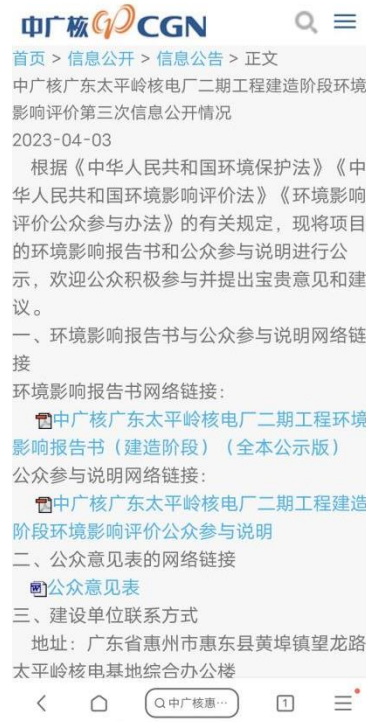 中广核 CGN
首页 > 信息公开 > 信息公告 > 正文
中广核广东太平岭核电厂二期工程建造阶段环境
影响评价第三次信息公开情况
2023-04-03
根据《中华人民共和国环境保护法》《中
华人民共和国环境影响评价法》《环境影响
评价公众参与办法》的有关规定，现将项目
的环境影响报告书和公众参与说明进行公
示，欢迎公众积极参与并提出宝贵意见和建
议。
一、环境影响报告书与公众参与说明网络链
接
环境影响报告书网络链接：
中广核广东太平岭核电厂二期工程环境
影响报告书（建造阶段）（全本公示版）
公众参与说明网络链接：
中广核广东太平岭核电厂二期工程建造
阶段环境影响评价公众参与说明
二、公众意见表的网络链接
公众意见表
三、建设单位联系方式
地址：广东省惠州市惠东县黄埠镇望龙路
太平岭核电基地综合办公楼
中广核惠…
1